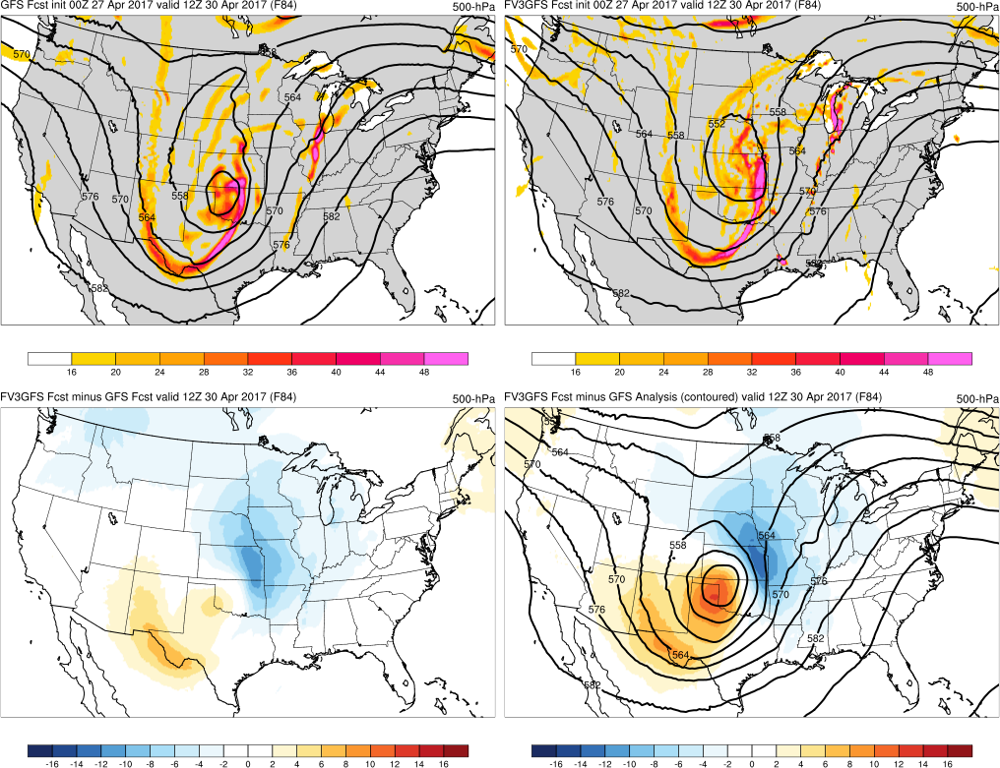 GFS Fcst init 00Z 27 Apr 2017 valid 12Z 30 Apr 2017 (F84) 500-hPa
570 558 564 576 570 564 558 570 582 576 582
16 20 24 28 32 36 40 44 48
FV3GFS Fcst init 00Z 27 Apr 2017 valid 12Z 30 Apr 2017 (F84) 500-hPa
570 552 558 564 558 564 576 570 570 576 582
16 20 24 28 32 36 40 44 48
FV3GFS Fcst minus GFS Fcst valid 12Z 30 Apr 2017 (F84) 500-hPa
-16 -14 -12 -10 -8 -6 -4 -2 0 2 4 6 8 10 12 14 16
FV3GFS Fcst minus GFS Analysis (contoured) valid 12Z 30 Apr 2017 (F84) 500-hPa
558 564 570 564 558 570 576 570 576 582 564 582
-16 -14 -12 -10 -8 -6 -4 -2 0 2 4 6 8 10 12 14 16